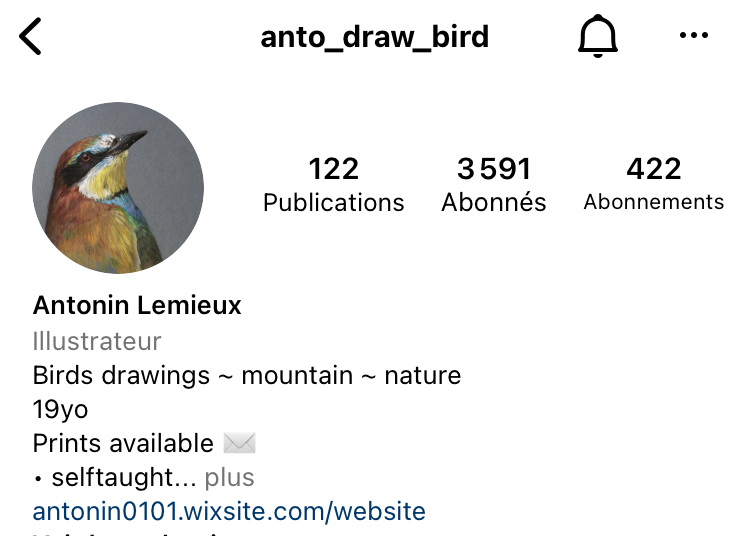 anto_draw_bird
122 3 591 422
Publications Abonnés Abonnements
Antonin Lemieux
Illustrateur
Birds drawings ~ mountain ~ nature
19yo
Prints available ✉️
• selftaught... plus
antonin0101.wixsite.com/website